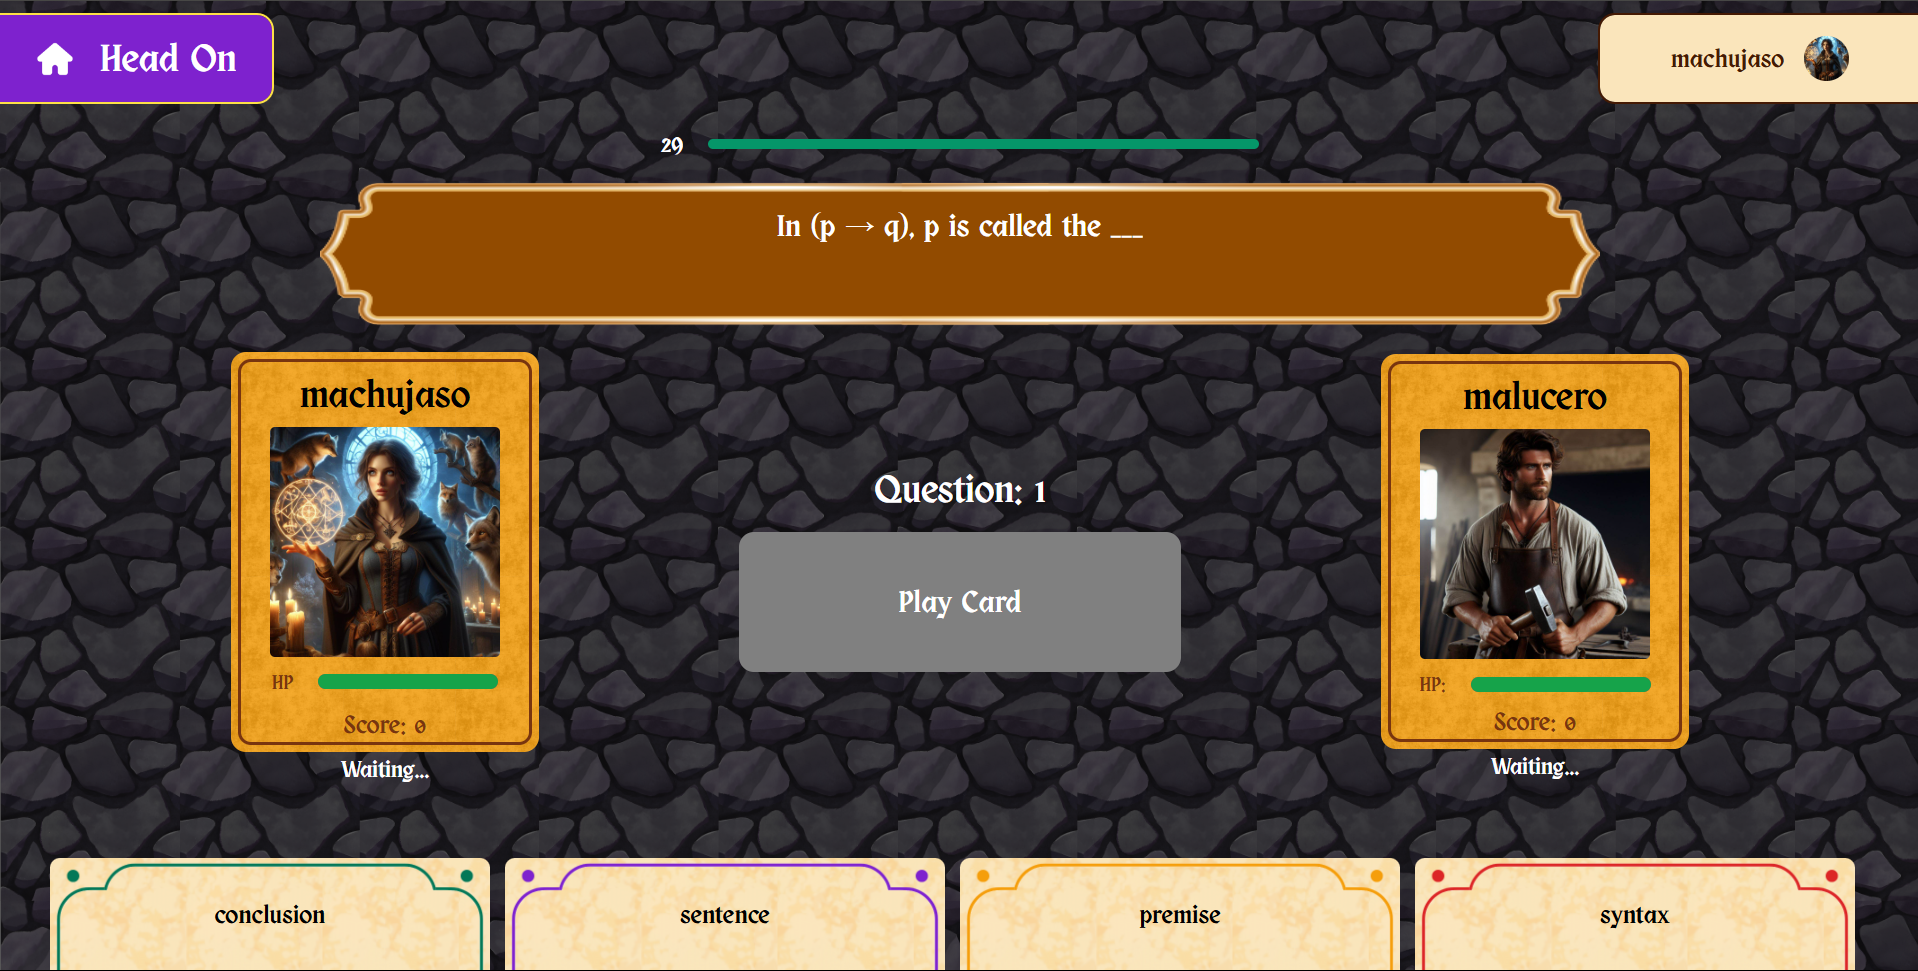 Head On
machujaso
29
In (p → q), p is called the ___
machujaso
HP
Score: 0
Waiting...
Question: 1
Play Card
malucero
HP:
Score: 0
Waiting...
conclusion
sentence
premise
syntax